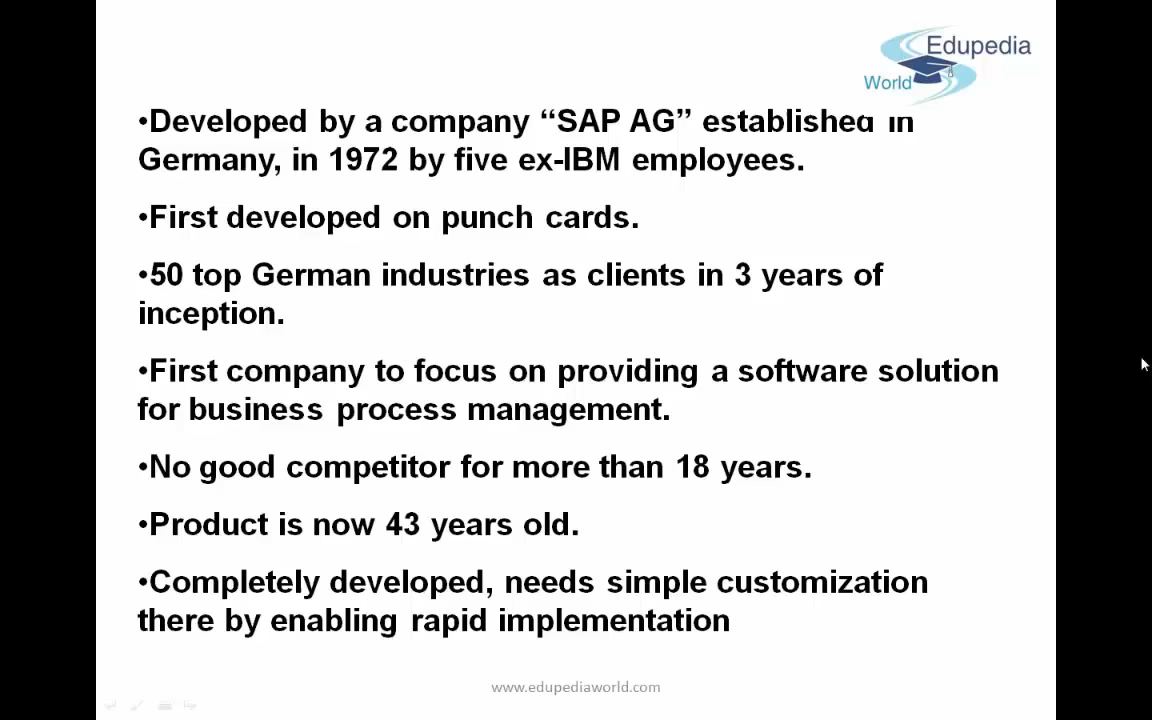 Edupedia
World
•Developed by a company “SAP AG” established in
Germany, in 1972 by five ex-IBM employees.
•First developed on punch cards.
•50 top German industries as clients in 3 years of
inception.
•First company to focus on providing a software solution
for business process management.
•No good competitor for more than 18 years.
•Product is now 43 years old.
•Completely developed, needs simple customization
there by enabling rapid implementation
www.edupediaworld.com